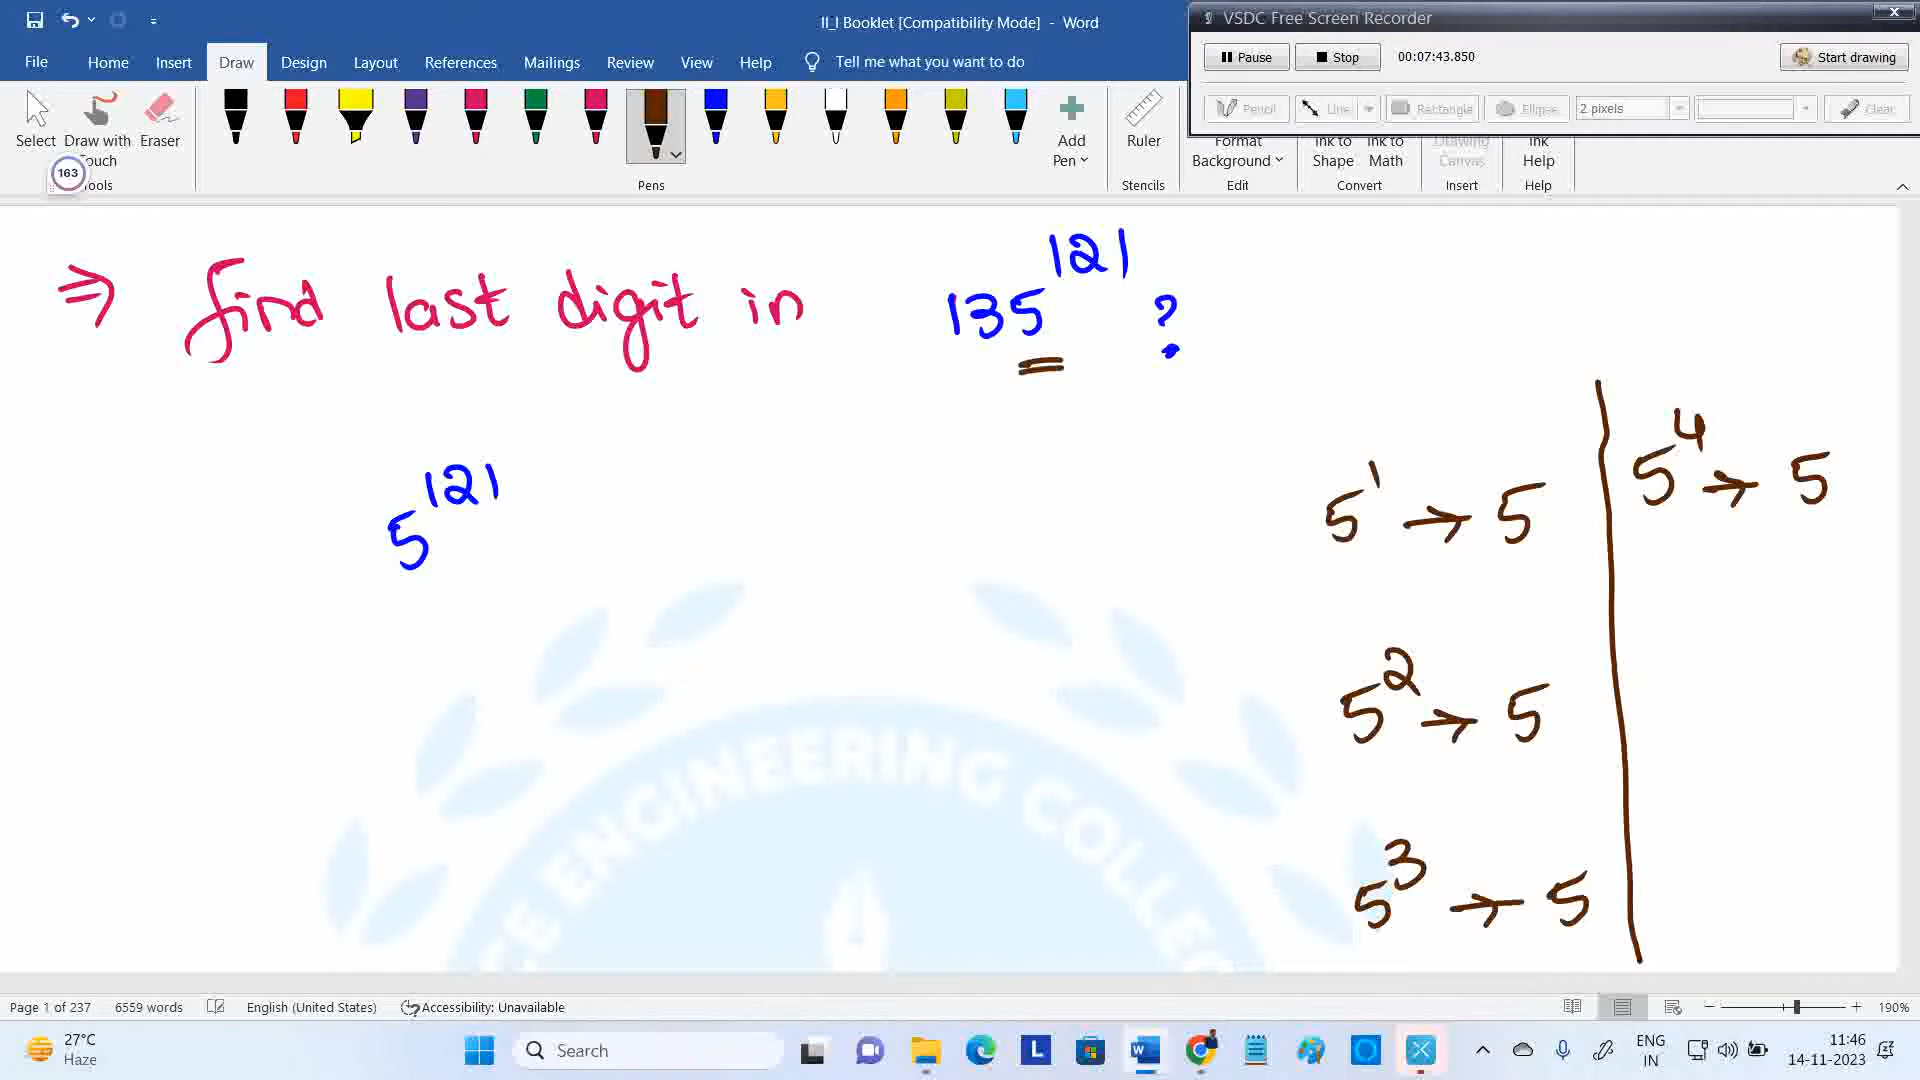 II_I Booklet [Compatibility Mode] - Word
VSDC Free Screen Recorder
Pause Stop 00:07:43.850 Start drawing
File Home Insert Draw Design Layout References Mailings Review View Help Tell me what you want to do
Pencil Line Rectangle Ellipse 2 pixels Clear
Select Draw with Touch Eraser Add Pen Ruler Format Background Ink to Shape Ink to Math Drawing Canvas Ink Help
163 Tools Pens Stencils Edit Convert Insert Help
⇒ find last digit in 135^121 ?
5^121
5^1 → 5
5^2 → 5
5^3 → 5
5^4 → 5
CE ENGINEERING COLLEG
Page 1 of 237 6559 words English (United States) Accessibility: Unavailable 190%
27°C
Haze
Search
ENG
IN
11:46
14-11-2023